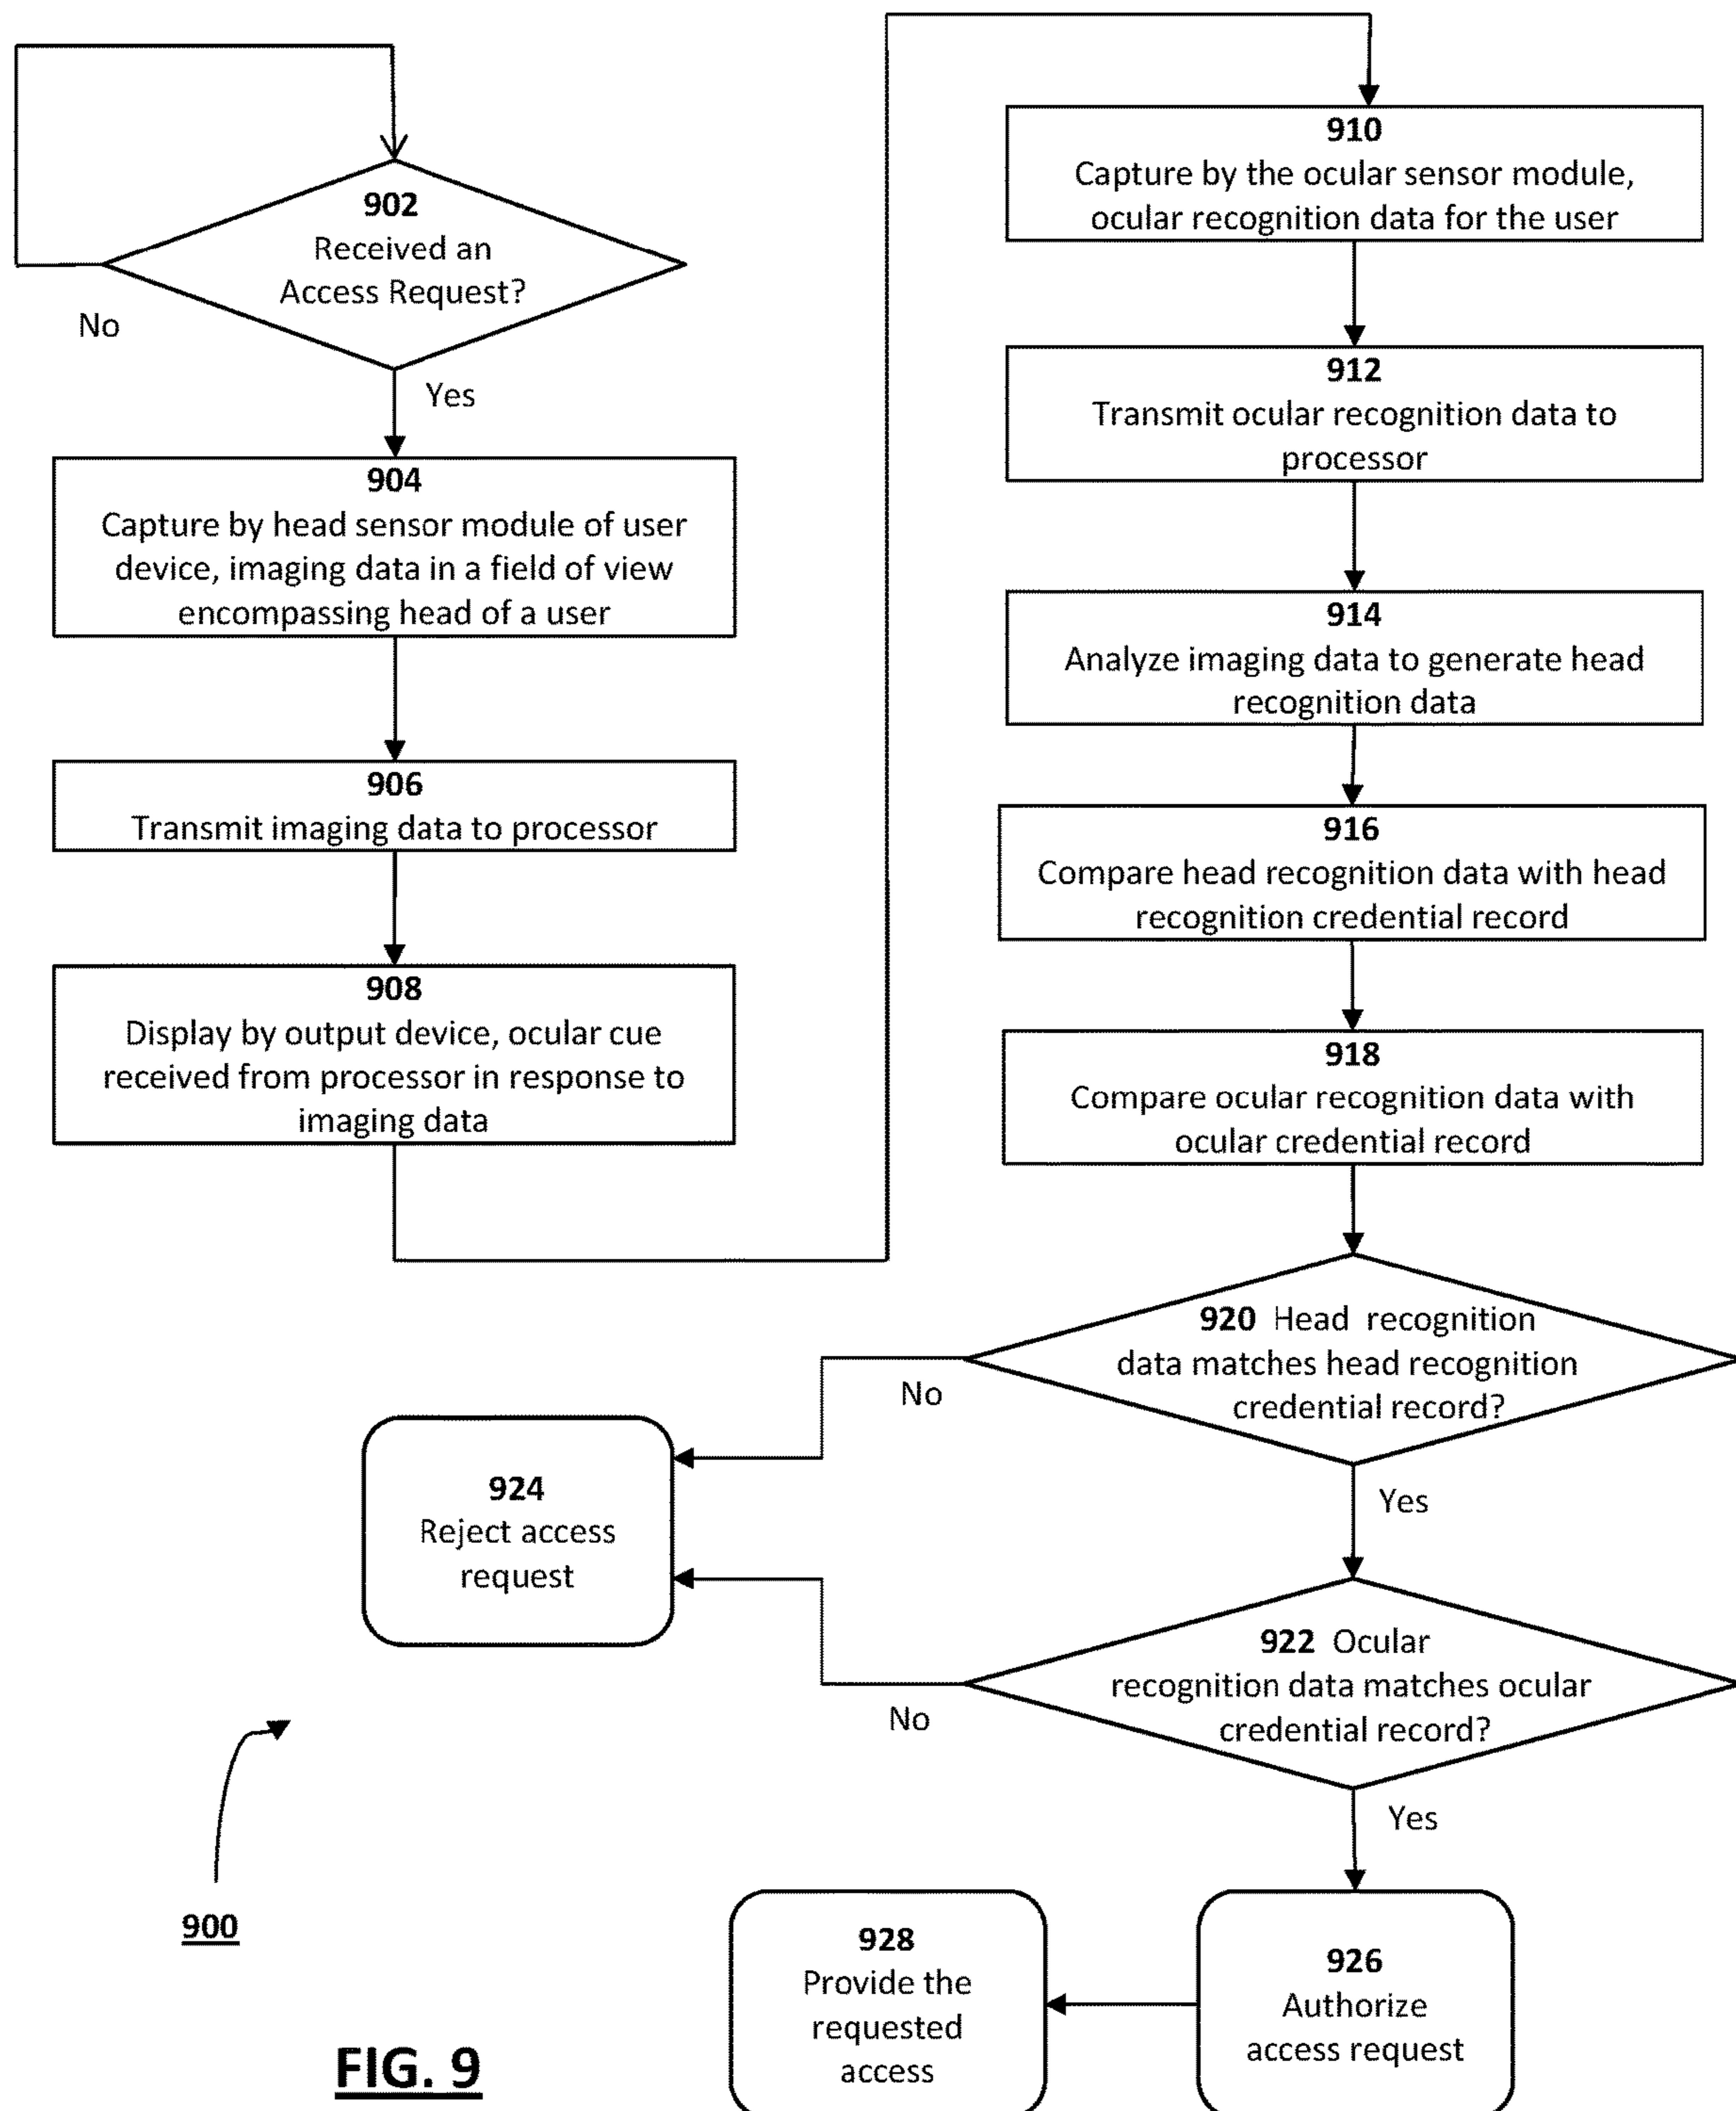 902
Received an
Access Request?
No
Yes
904
Capture by head sensor module of user
device, imaging data in a field of view
encompassing head of a user
906
Transmit imaging data to processor
908
Display by output device, ocular cue
received from processor in response to
imaging data
910
Capture by the ocular sensor module,
ocular recognition data for the user
912
Transmit ocular recognition data to
processor
914
Analyze imaging data to generate head
recognition data
916
Compare head recognition data with head
recognition credential record
918
Compare ocular recognition data with
ocular credential record
920 Head recognition
data matches head recognition
credential record?
No
Yes
924
Reject access
request
922 Ocular
recognition data matches ocular
credential record?
No
Yes
926
Authorize
access request
928
Provide the
requested
access
900
FIG. 9